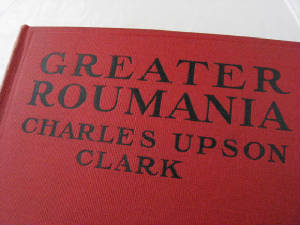 GREATER
ROUMANIA
CHARLES UPSON
CLARK